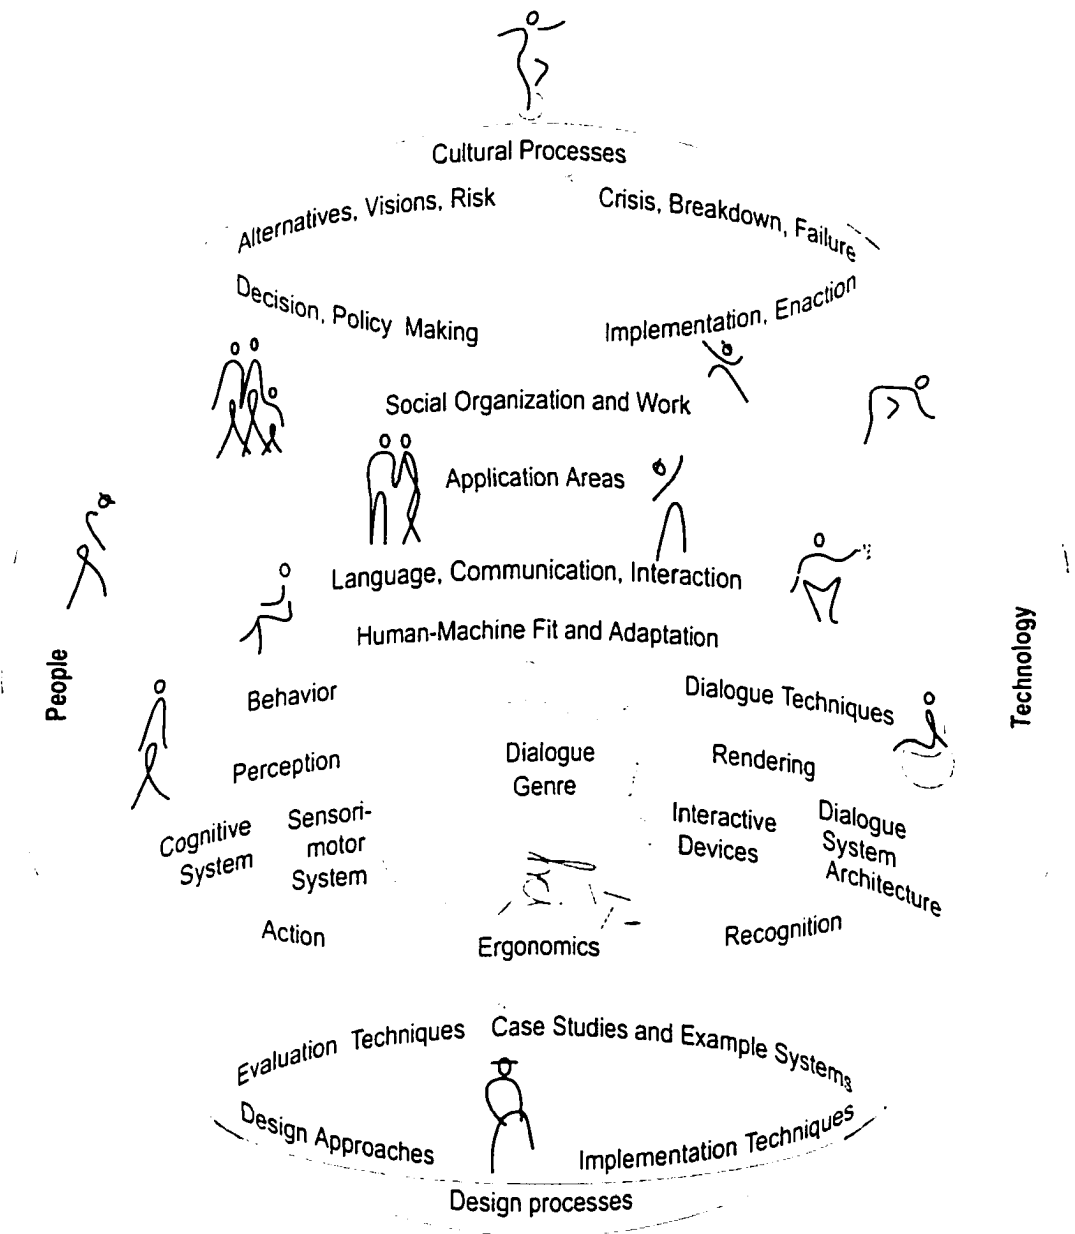 Cultural Processes
Alternatives, Visions, Risk
Crisis, Breakdown, Failure
Decision, Policy Making
Implementation, Enaction
Social Organization and Work
Application Areas
Language, Communication, Interaction
Human-Machine Fit and Adaptation
People
Technology
Behavior
Dialogue Techniques
Perception
Dialogue
Genre
Rendering
Cognitive
System
Sensori-
motor
System
Interactive
Devices
Dialogue
System
Architecture
Action
Ergonomics
Recognition
Evaluation Techniques
Case Studies and Example Systems
Design Approaches
Implementation Techniques
Design processes